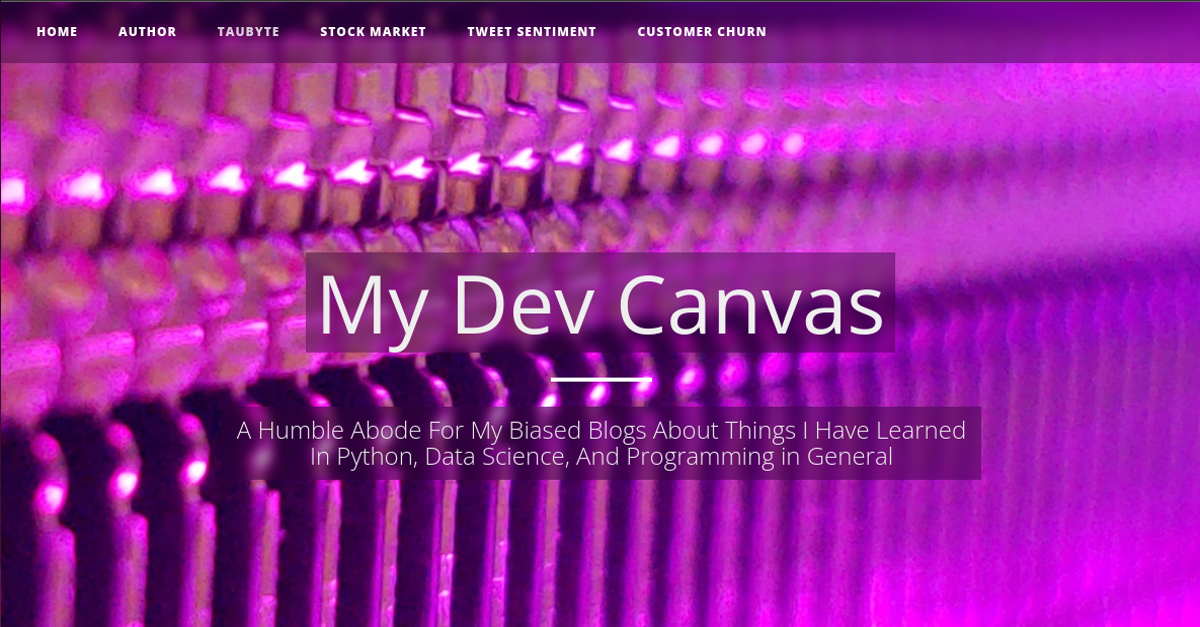 HOME AUTHOR TAUBYTE STOCK MARKET TWEET SENTIMENT CUSTOMER CHURN
My Dev Canvas
A Humble Abode For My Biased Blogs About Things I Have Learned
In Python, Data Science, And Programming in General